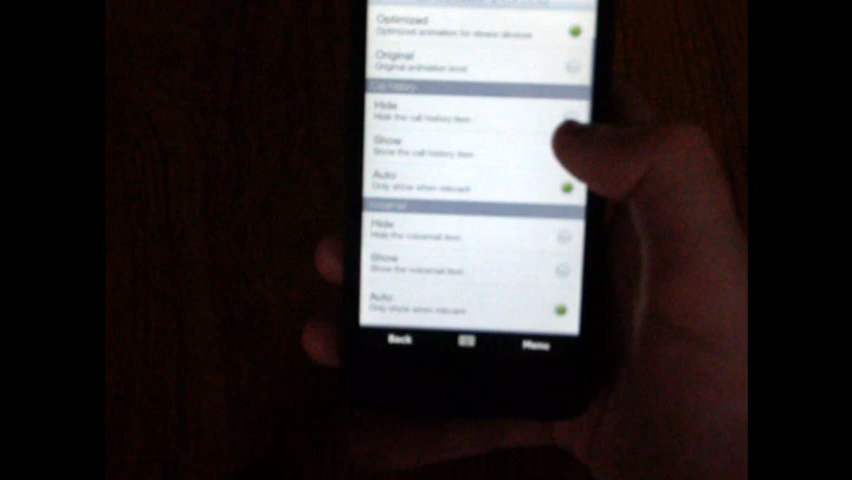 Optimized
Optimized animation for slower devices
Original
Original animation level
Call history
Hide
Hide the call history item
Show
Show the call history item
Auto
Only show when relevant
Voicemail
Hide
Hide the voicemail item
Show
Show the voicemail item
Auto
Only show when relevant
Back
Menu